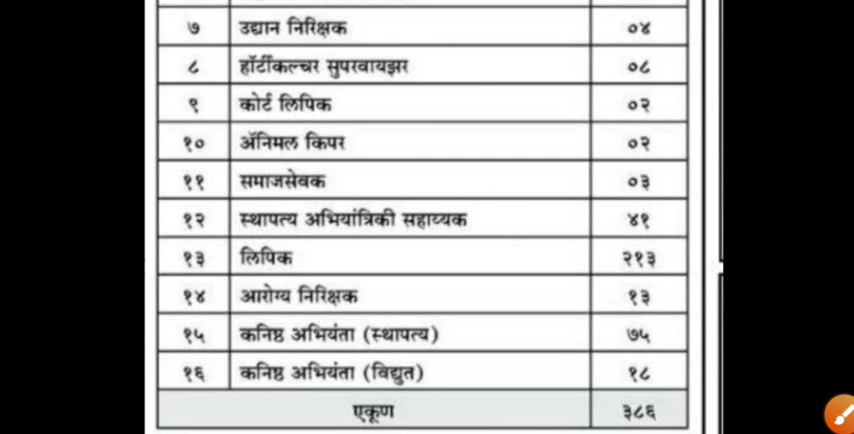 ७ उद्यान निरिक्षक ०४
८ हॉर्टीकल्चर सुपरवायझर ०८
९ कोर्ट लिपिक ०२
१० ॲनिमल किपर ०२
११ समाजसेवक ०३
१२ स्थापत्य अभियांत्रिकी सहाय्यक ४१
१३ लिपिक २१३
१४ आरोग्य निरिक्षक १३
१५ कनिष्ठ अभियंता (स्थापत्य) ७५
१६ कनिष्ठ अभियंता (विद्युत) १८
एकूण ३८६